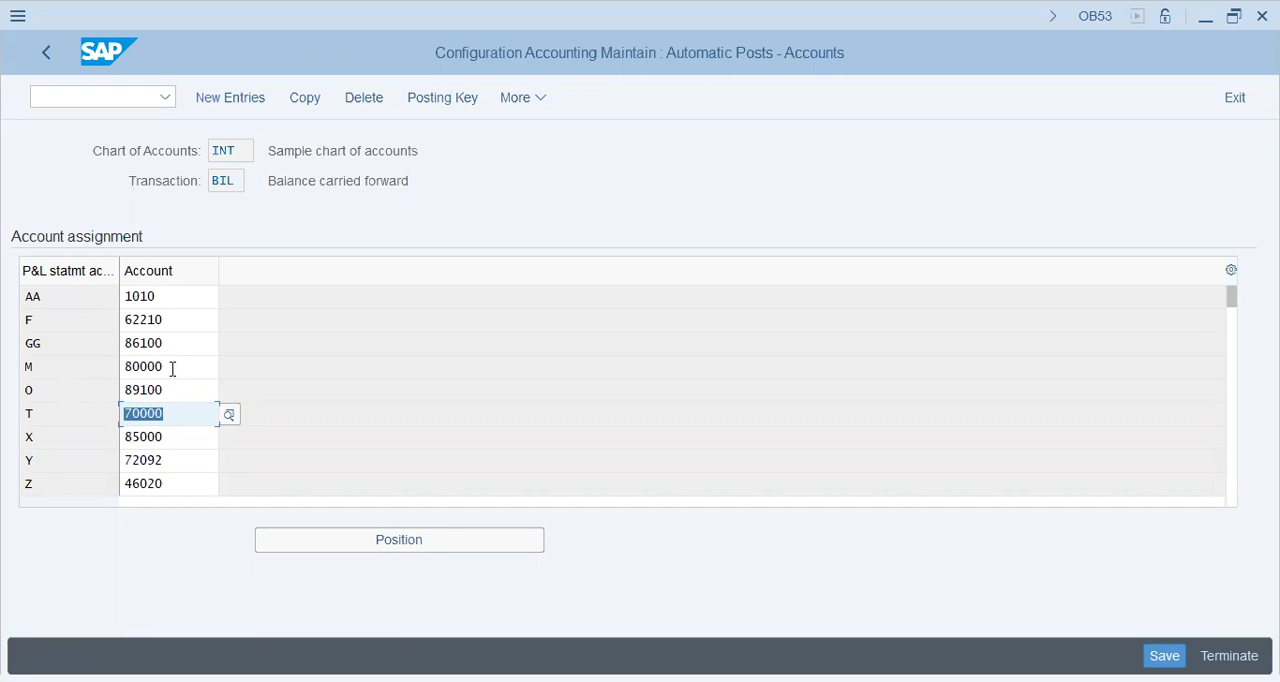 OB53
SAP
Configuration Accounting Maintain : Automatic Posts - Accounts
New Entries Copy Delete Posting Key More Exit
Chart of Accounts: INT Sample chart of accounts
Transaction: BIL Balance carried forward
Account assignment
P&L statmt ac... Account
AA 1010
F 62210
GG 86100
M 80000
O 89100
T 70000
X 85000
Y 72092
Z 46020
Position
Save Terminate